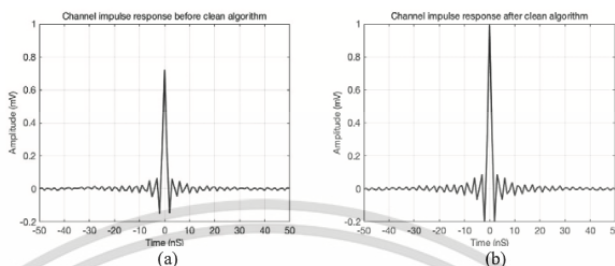 Channel impulse response before clean algorithm
Amplitude (mV)
1
0.8
0.6
0.4
0.2
0
-0.2
-50 -40 -30 -20 -10 0 10 20 30 40 50
Time (nS)
(a)
Channel impulse response after clean algorithm
Amplitude (mV)
1
0.8
0.6
0.4
0.2
0
-0.2
-50 -40 -30 -20 -10 0 10 20 30 40 50
Time (nS)
(b)